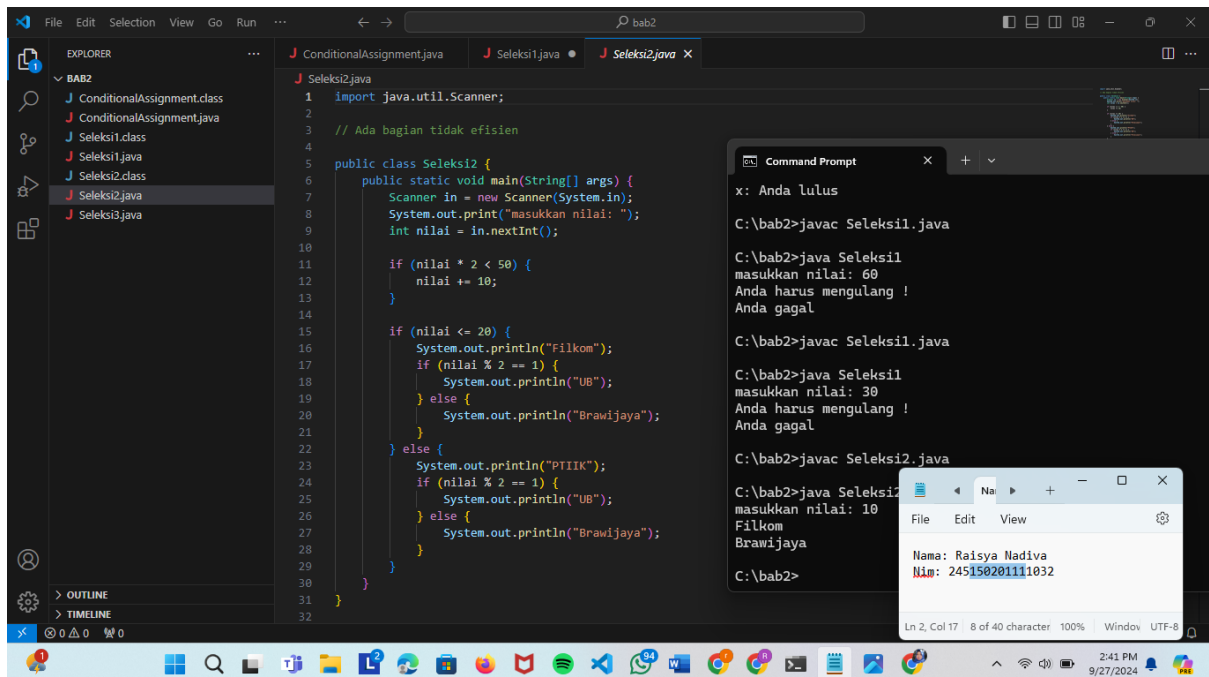 File Edit Selection View Go Run ... bab2
EXPLORER ...
BAB2
ConditionalAssignment.class
ConditionalAssignment.java
Seleksi1.class
Seleksi1.java
Seleksi2.class
Seleksi2.java
Seleksi3.java
OUTLINE
TIMELINE
ConditionalAssignment.java Seleksi1.java Seleksi2.java
Seleksi2.java
1 import java.util.Scanner;
2
3 // Ada bagian tidak efisien
4
5 public class Seleksi2 {
6 public static void main(String[] args) {
7 Scanner in = new Scanner(System.in);
8 System.out.print("masukkan nilai: ");
9 int nilai = in.nextInt();
10
11 if (nilai * 2 < 50) {
12 nilai += 10;
13 }
14
15 if (nilai <= 20) {
16 System.out.println("Filkom");
17 if (nilai % 2 == 1) {
18 System.out.println("UB");
19 } else {
20 System.out.println("Brawijaya");
21 }
22 } else {
23 System.out.println("PTIIK");
24 if (nilai % 2 == 1) {
25 System.out.println("UB");
26 } else {
27 System.out.println("Brawijaya");
28 }
29 }
30 }
31 }
32
Command Prompt
x: Anda lulus
C:\bab2>javac Seleksi1.java
C:\bab2>java Seleksi1
masukkan nilai: 60
Anda harus mengulang !
Anda gagal
C:\bab2>javac Seleksi1.java
C:\bab2>java Seleksi1
masukkan nilai: 30
Anda harus mengulang !
Anda gagal
C:\bab2>javac Seleksi2.java
C:\bab2>java Seleksi2
masukkan nilai: 10
Filkom
Brawijaya
C:\bab2>
File Edit View
Nama: Raisya Nadiva
Nim: 245150201111032
Ln 2, Col 17 8 of 40 character 100% Window UTF-8
0 0 0
2:41 PM
9/27/2024